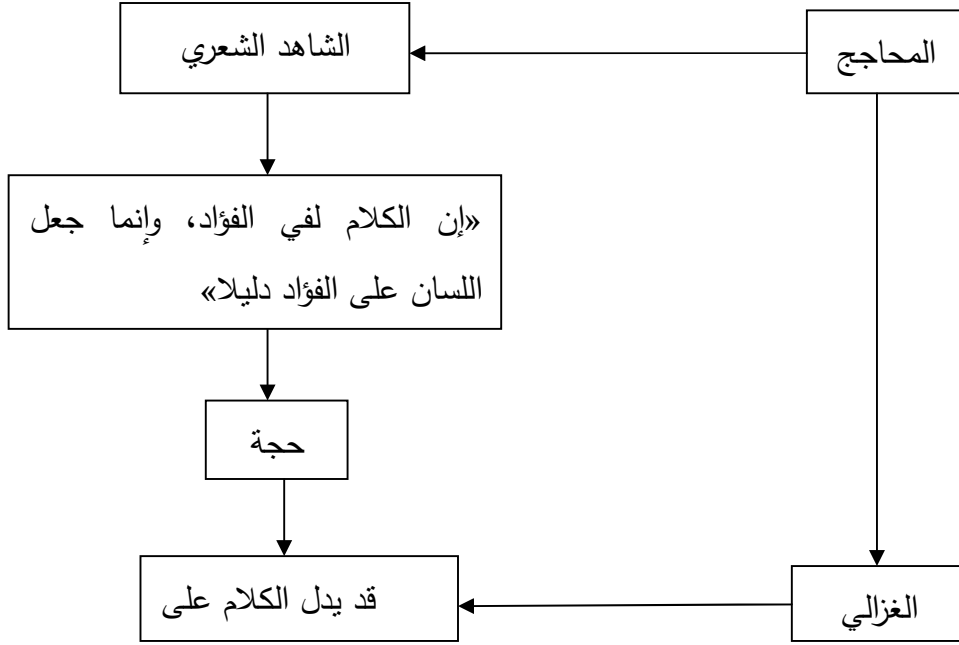 المحاجج
الشاهد الشعري
«إن الكلام لفي الفؤاد، وإنما جعل
اللسان على الفؤاد دليلا»
حجة
الغزالي
قد يدل الكلام على